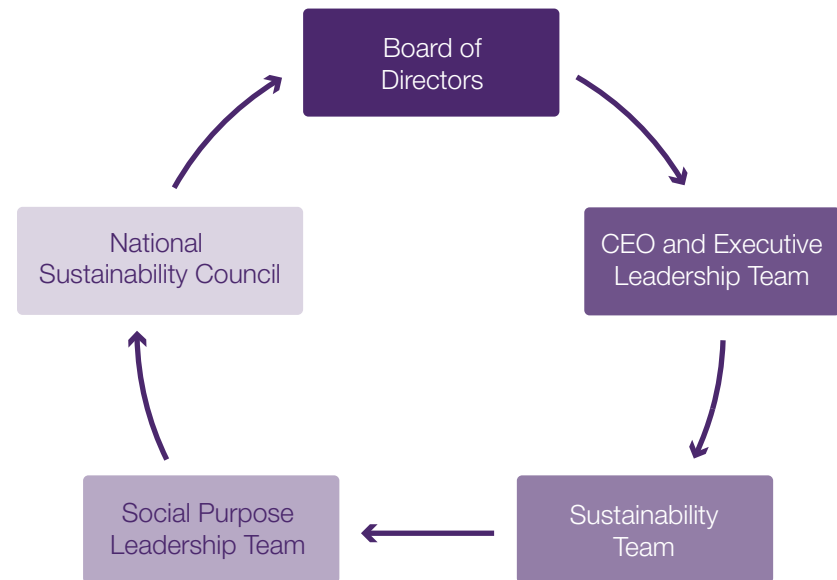 Board of
Directors
CEO and Executive
Leadership Team
Sustainability
Team
Social Purpose
Leadership Team
National
Sustainability Council